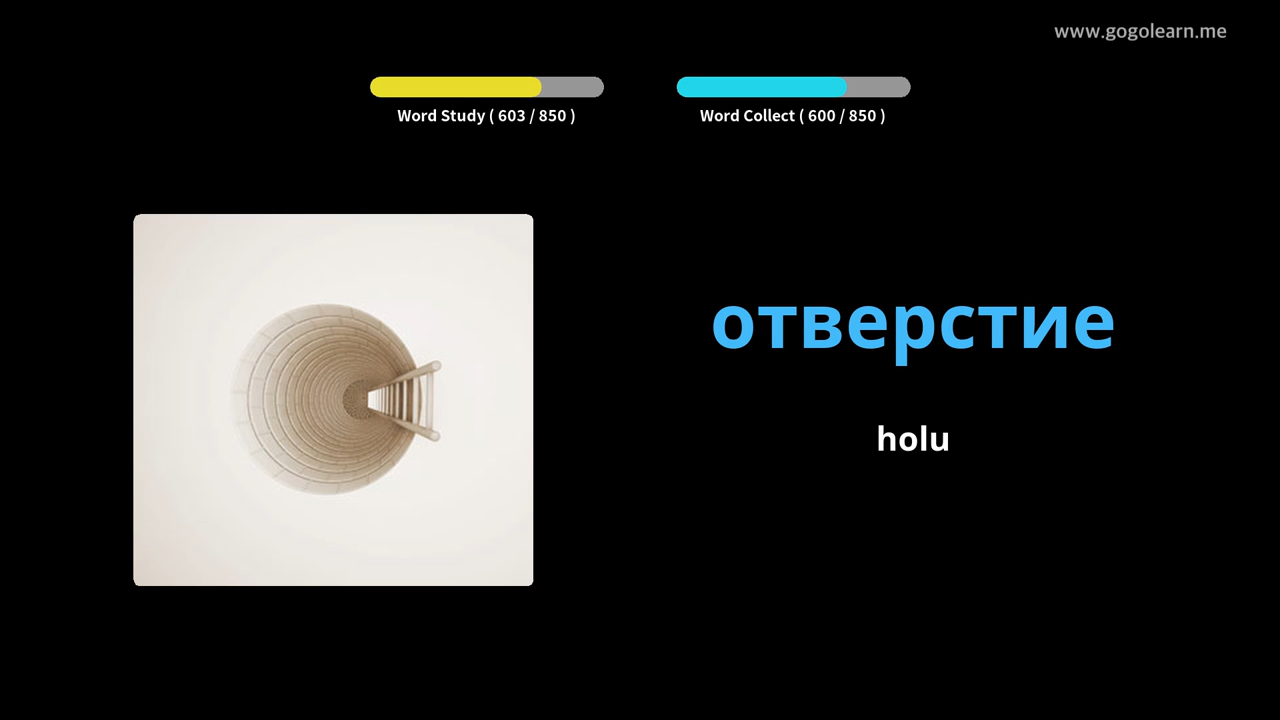 www.gogolearn.me
Word Study ( 603 / 850 )
Word Collect ( 600 / 850 )
отверстие
holu